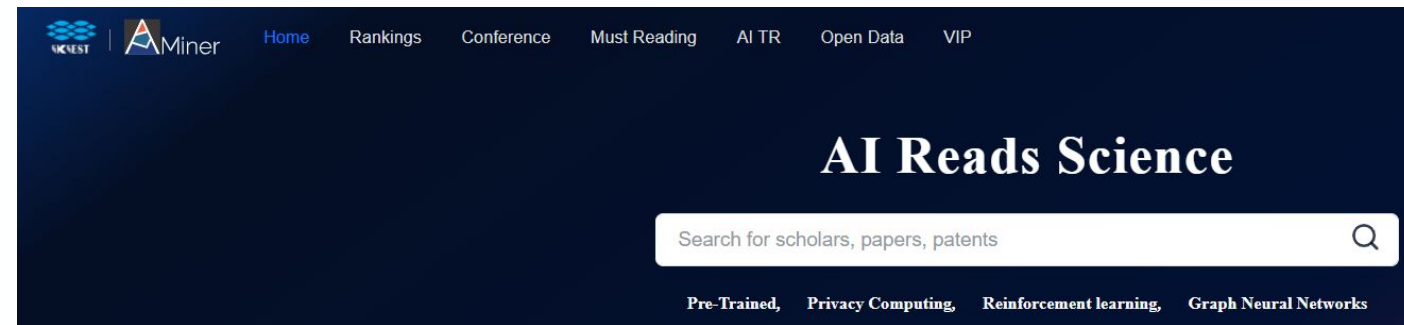 AMiner Home Rankings Conference Must Reading AI TR Open Data VIP
AI Reads Science
Search for scholars, papers, patents
Pre-Trained, Privacy Computing, Reinforcement learning, Graph Neural Networks